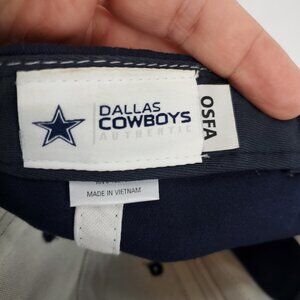 DALLAS
COWBOYS
AUTHENTIC
OSFA
MADE IN VIETNAM